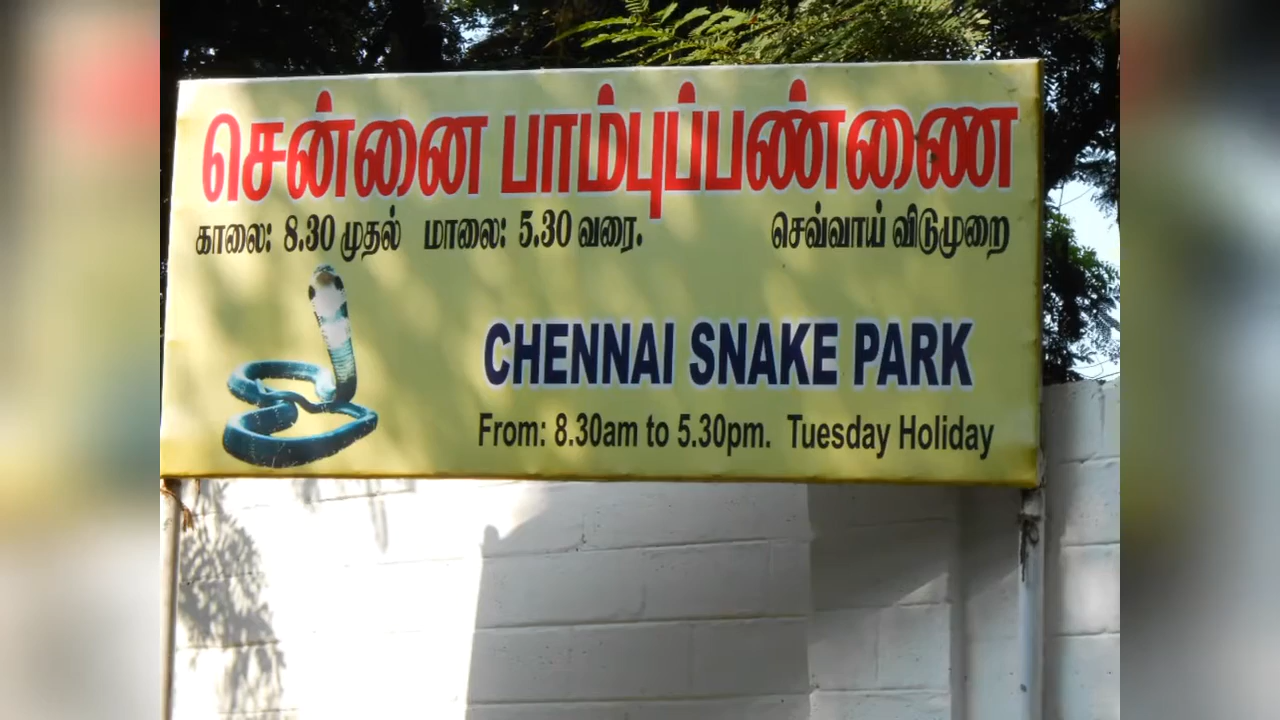 சென்னை பாம்புப்பண்ணை
காலை: 8.30 முதல் மாலை: 5.30 வரை. செவ்வாய் விடுமுறை
CHENNAI SNAKE PARK
From: 8.30am to 5.30pm. Tuesday Holiday